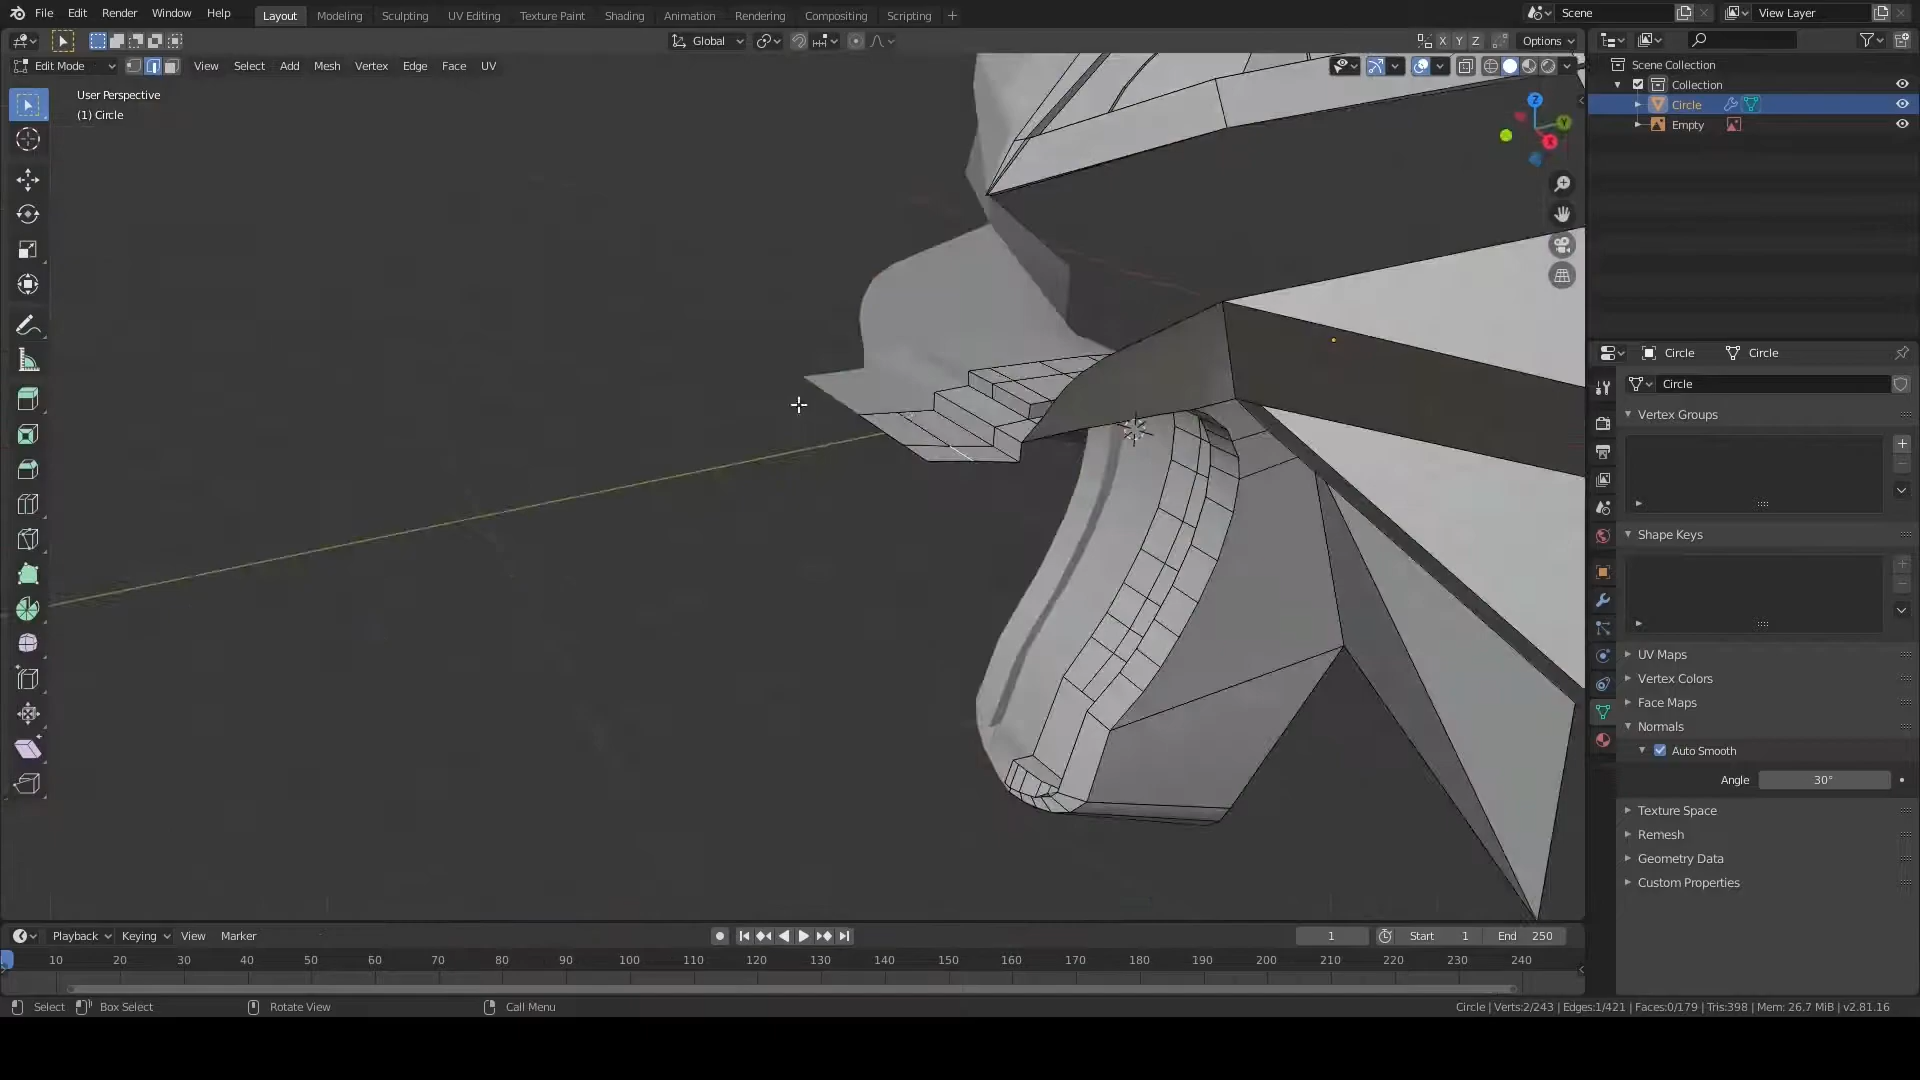 File Edit Render Window Help Layout Modeling Sculpting UV Editing Texture Paint Shading Animation Rendering Compositing Scripting + Scene View Layer
Global X Y Z Options
Edit Mode View Select Add Mesh Vertex Edge Face UV
User Perspective
(1) Circle
Scene Collection
Collection
Circle
Empty
Z
Y
X
Circle Circle
Circle
Vertex Groups
Shape Keys
UV Maps
Vertex Colors
Face Maps
Normals
Auto Smooth
Angle 30°
Texture Space
Remesh
Geometry Data
Custom Properties
Playback Keying View Marker 1 Start 1 End 250
10 20 30 40 50 60 70 80 90 100 110 120 130 140 150 160 170 180 190 200 210 220 230 240
Select Box Select Rotate View Call Menu Circle | Verts:2/243 | Edges:1/421 | Faces:0/179 | Tris:398 | Mem: 26.7 MiB | v2.81.16